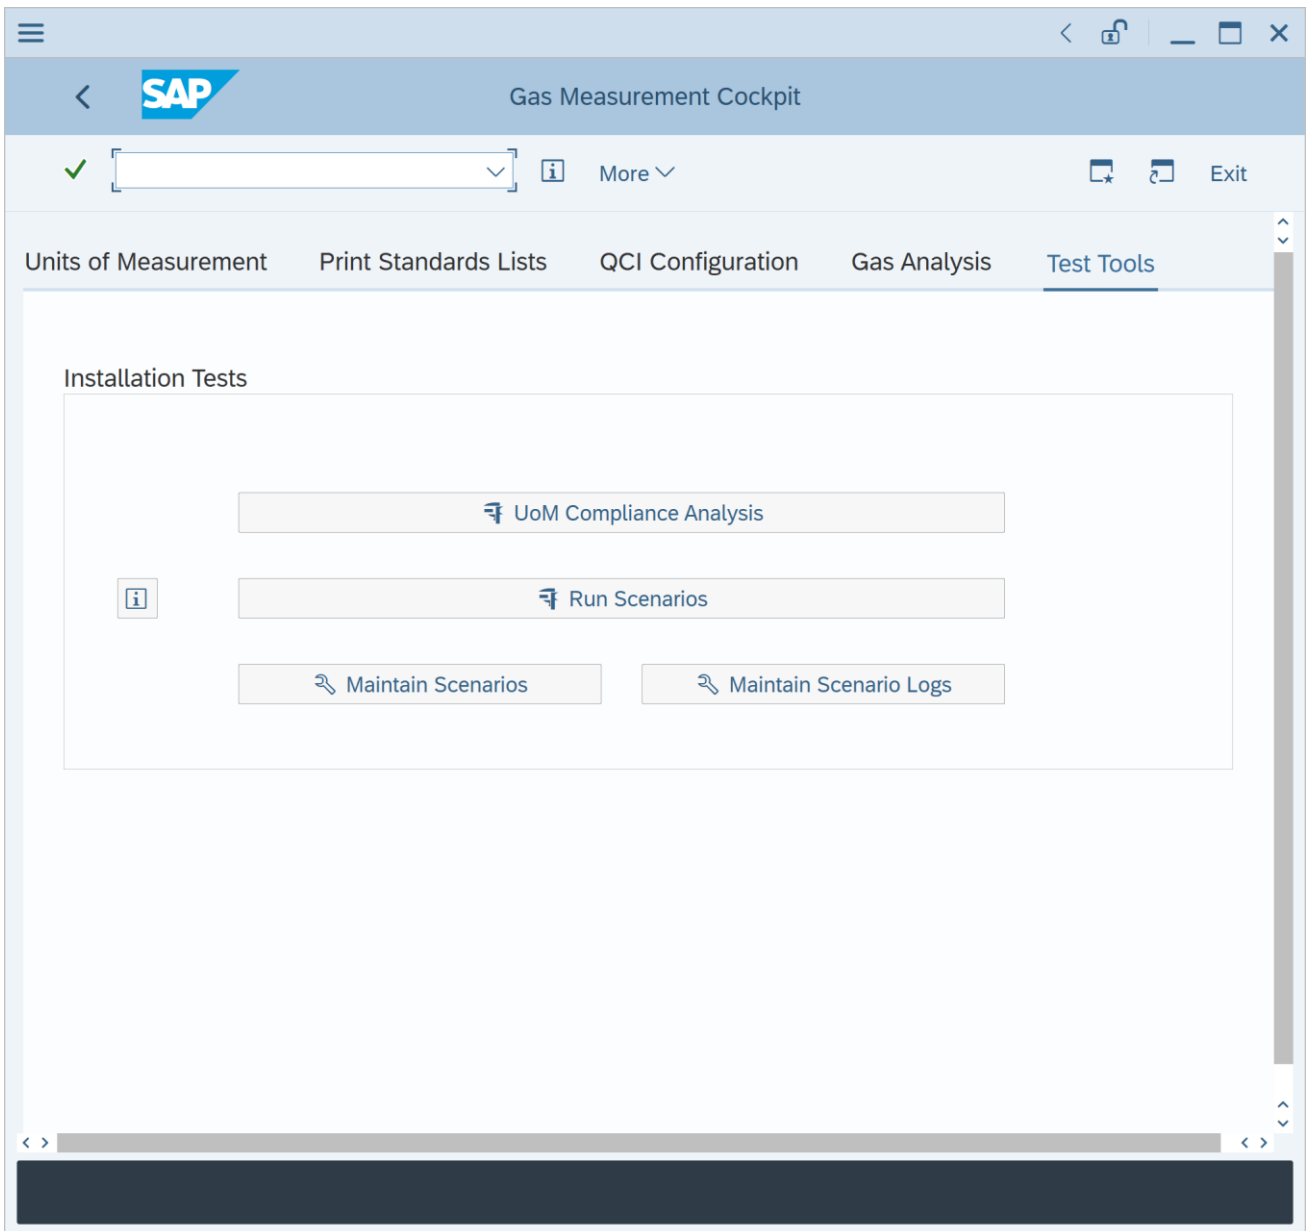 SAP
Gas Measurement Cockpit
More
Exit
Units of Measurement Print Standards Lists QCI Configuration Gas Analysis Test Tools
Installation Tests
UoM Compliance Analysis
Run Scenarios
Maintain Scenarios Maintain Scenario Logs